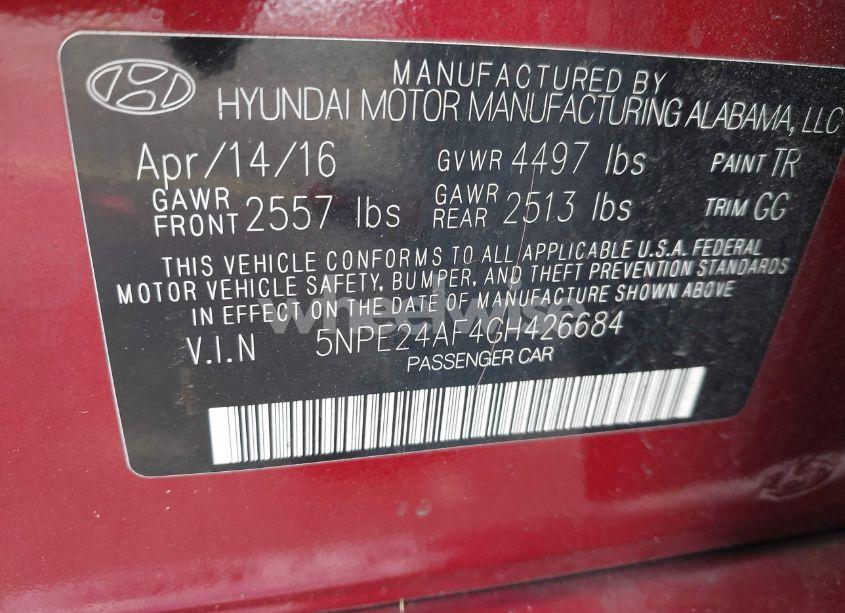 MANUFACTURED BY
HYUNDAI MOTOR MANUFACTURING ALABAMA, LLC
Apr/14/16 GVWR 4497 lbs PAINT TR
GAWR FRONT 2557 lbs GAWR REAR 2513 lbs TRIM GG
THIS VEHICLE CONFORMS TO ALL APPLICABLE U.S.A. FEDERAL
MOTOR VEHICLE SAFETY, BUMPER, AND THEFT PREVENTION STANDARDS
IN EFFECT ON THE DATE OF MANUFACTURE SHOWN ABOVE
wheelwise
V.I.N 5NPE24AF4GH426684
PASSENGER CAR